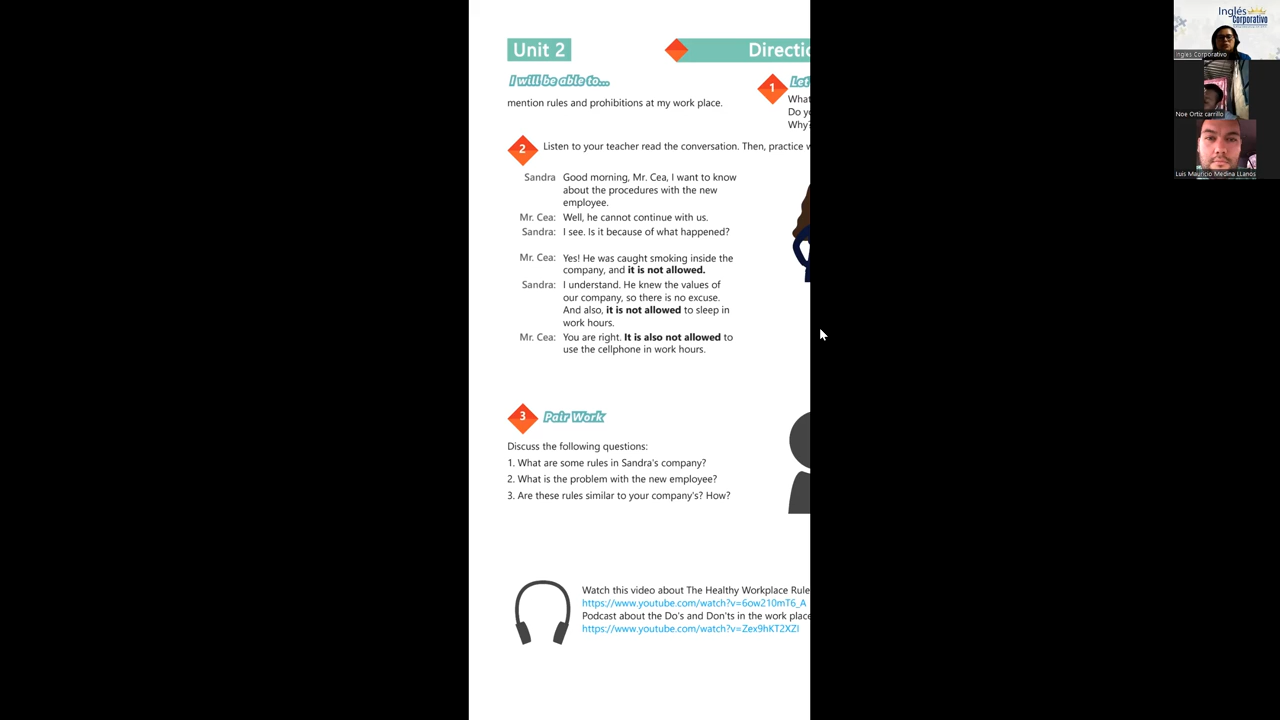 Unit 2
I will be able to...
mention rules and prohibitions at my work place.
1
What
Why?
2
Listen to your teacher read the conversation. Then, practice
Sandra Good morning, Mr. Cea, I want to know
about the procedures with the new
employee.
Mr. Cea: Well, he cannot continue with us.
Sandra: I see. Is it because of what happened?
Mr. Cea: Yes! He was caught smoking inside the
company, and it is not allowed.
Sandra: I understand. He knew the values of
our company, so there is no excuse.
And also, it is not allowed to sleep in
work hours.
Mr. Cea: You are right. It is also not allowed to
use the cellphone in work hours.
3
Pair Work
Discuss the following questions:
1. What are some rules in Sandra's company?
2. What is the problem with the new employee?
3. Are these rules similar to your company's? How?
Watch this video about The Healthy Workplace Rule
https://www.youtube.com/watch?v=6ow210mT6_A
Podcast about the Do's and Don'ts in the work place
https://www.youtube.com/watch?v=Zex9hKT2XZI
Inglés
Corporativo
Inglés Corporativo
Noe Ortiz carrillo
Luis Mauricio Medina LLanos